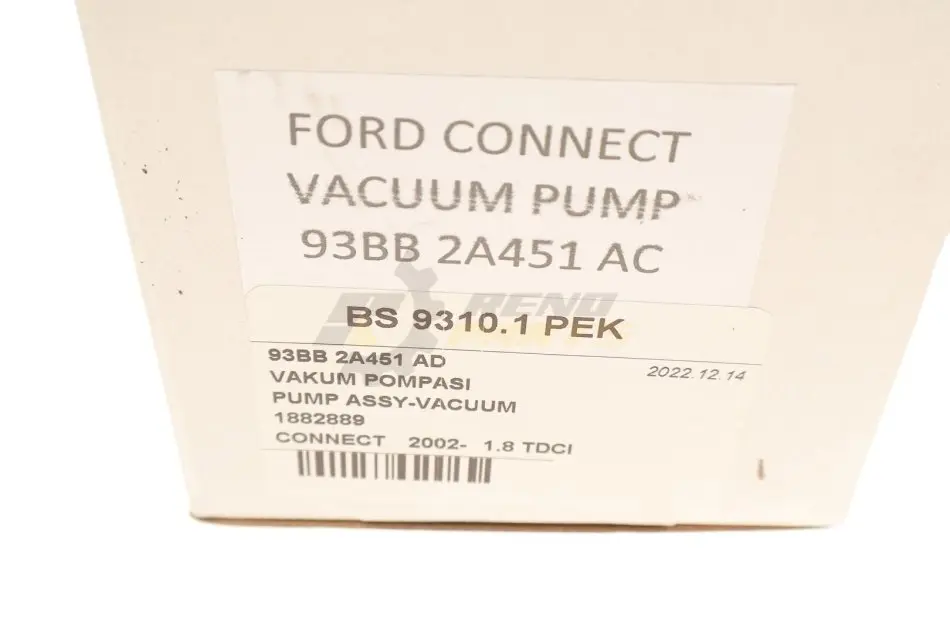 FORD CONNECT
VACUUM PUMP
93BB 2A451 AC
BS 9310.1 PEK
93BB 2A451 AD
2022.12.14
VAKUM POMPASI
PUMP ASSY-VACUUM
1882889
CONNECT 2002- 1.8 TDCI